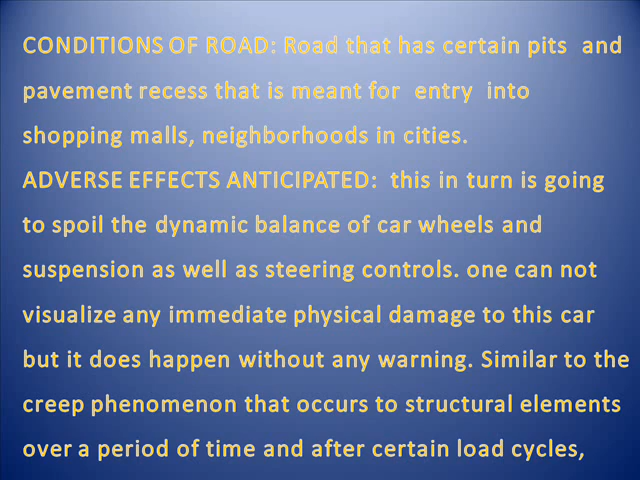 CONDITIONS OF ROAD: Road that has certain pits and
pavement recess that is meant for entry into
shopping malls, neighborhoods in cities.
ADVERSE EFFECTS ANTICIPATED: this in turn is going
to spoil the dynamic balance of car wheels and
suspension as well as steering controls. one can not
visualize any immediate physical damage to this car
but it does happen without any warning. Similar to the
creep phenomenon that occurs to structural elements
over a period of time and after certain load cycles,